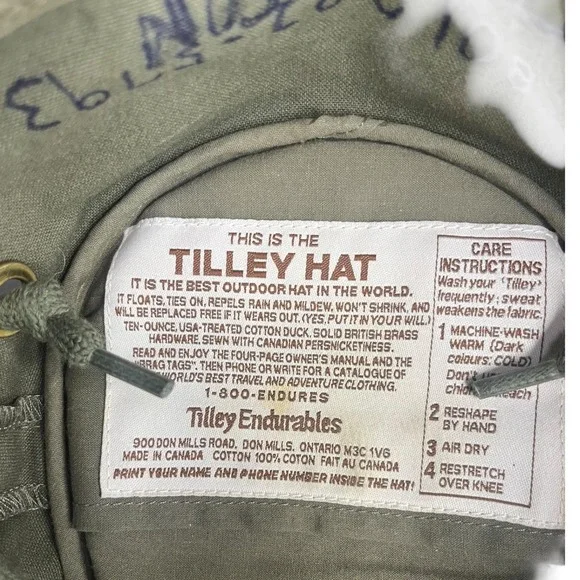 THIS IS THE
TILLEY HAT
IT IS THE BEST OUTDOOR HAT IN THE WORLD.
IT FLOATS, TIES ON, REPELS RAIN AND MILDEW, WON'T SHRINK, AND
WILL BE REPLACED FREE IF IT WEARS OUT. (YES, PUT IT IN YOUR WILL.)
TEN-OUNCE, USA-TREATED COTTON DUCK. SOLID BRITISH BRASS
HARDWARE. SEWN WITH CANADIAN PERSNICKETINESS.
READ AND ENJOY THE FOUR-PAGE OWNER'S MANUAL AND THE
"BRAG TAGS". THEN PHONE OR WRITE FOR A CATALOGUE OF
WORLD'S BEST TRAVEL AND ADVENTURE CLOTHING.
1-800-ENDURES
Tilley Endurables
900 DON MILLS ROAD, DON MILLS, ONTARIO M3C 1V6
MADE IN CANADA COTTON 100% COTON FAIT AU CANADA
PRINT YOUR NAME AND PHONE NUMBER INSIDE THE HAT!
CARE
INSTRUCTIONS
Wash your 'Tilley'
frequently; sweat
weakens the fabric.
1 MACHINE-WASH
WARM (Dark
colours: COLD)
Don't
2 RESHAPE
BY HAND
3 AIR DRY
4 RESTRETCH
OVER KNEE